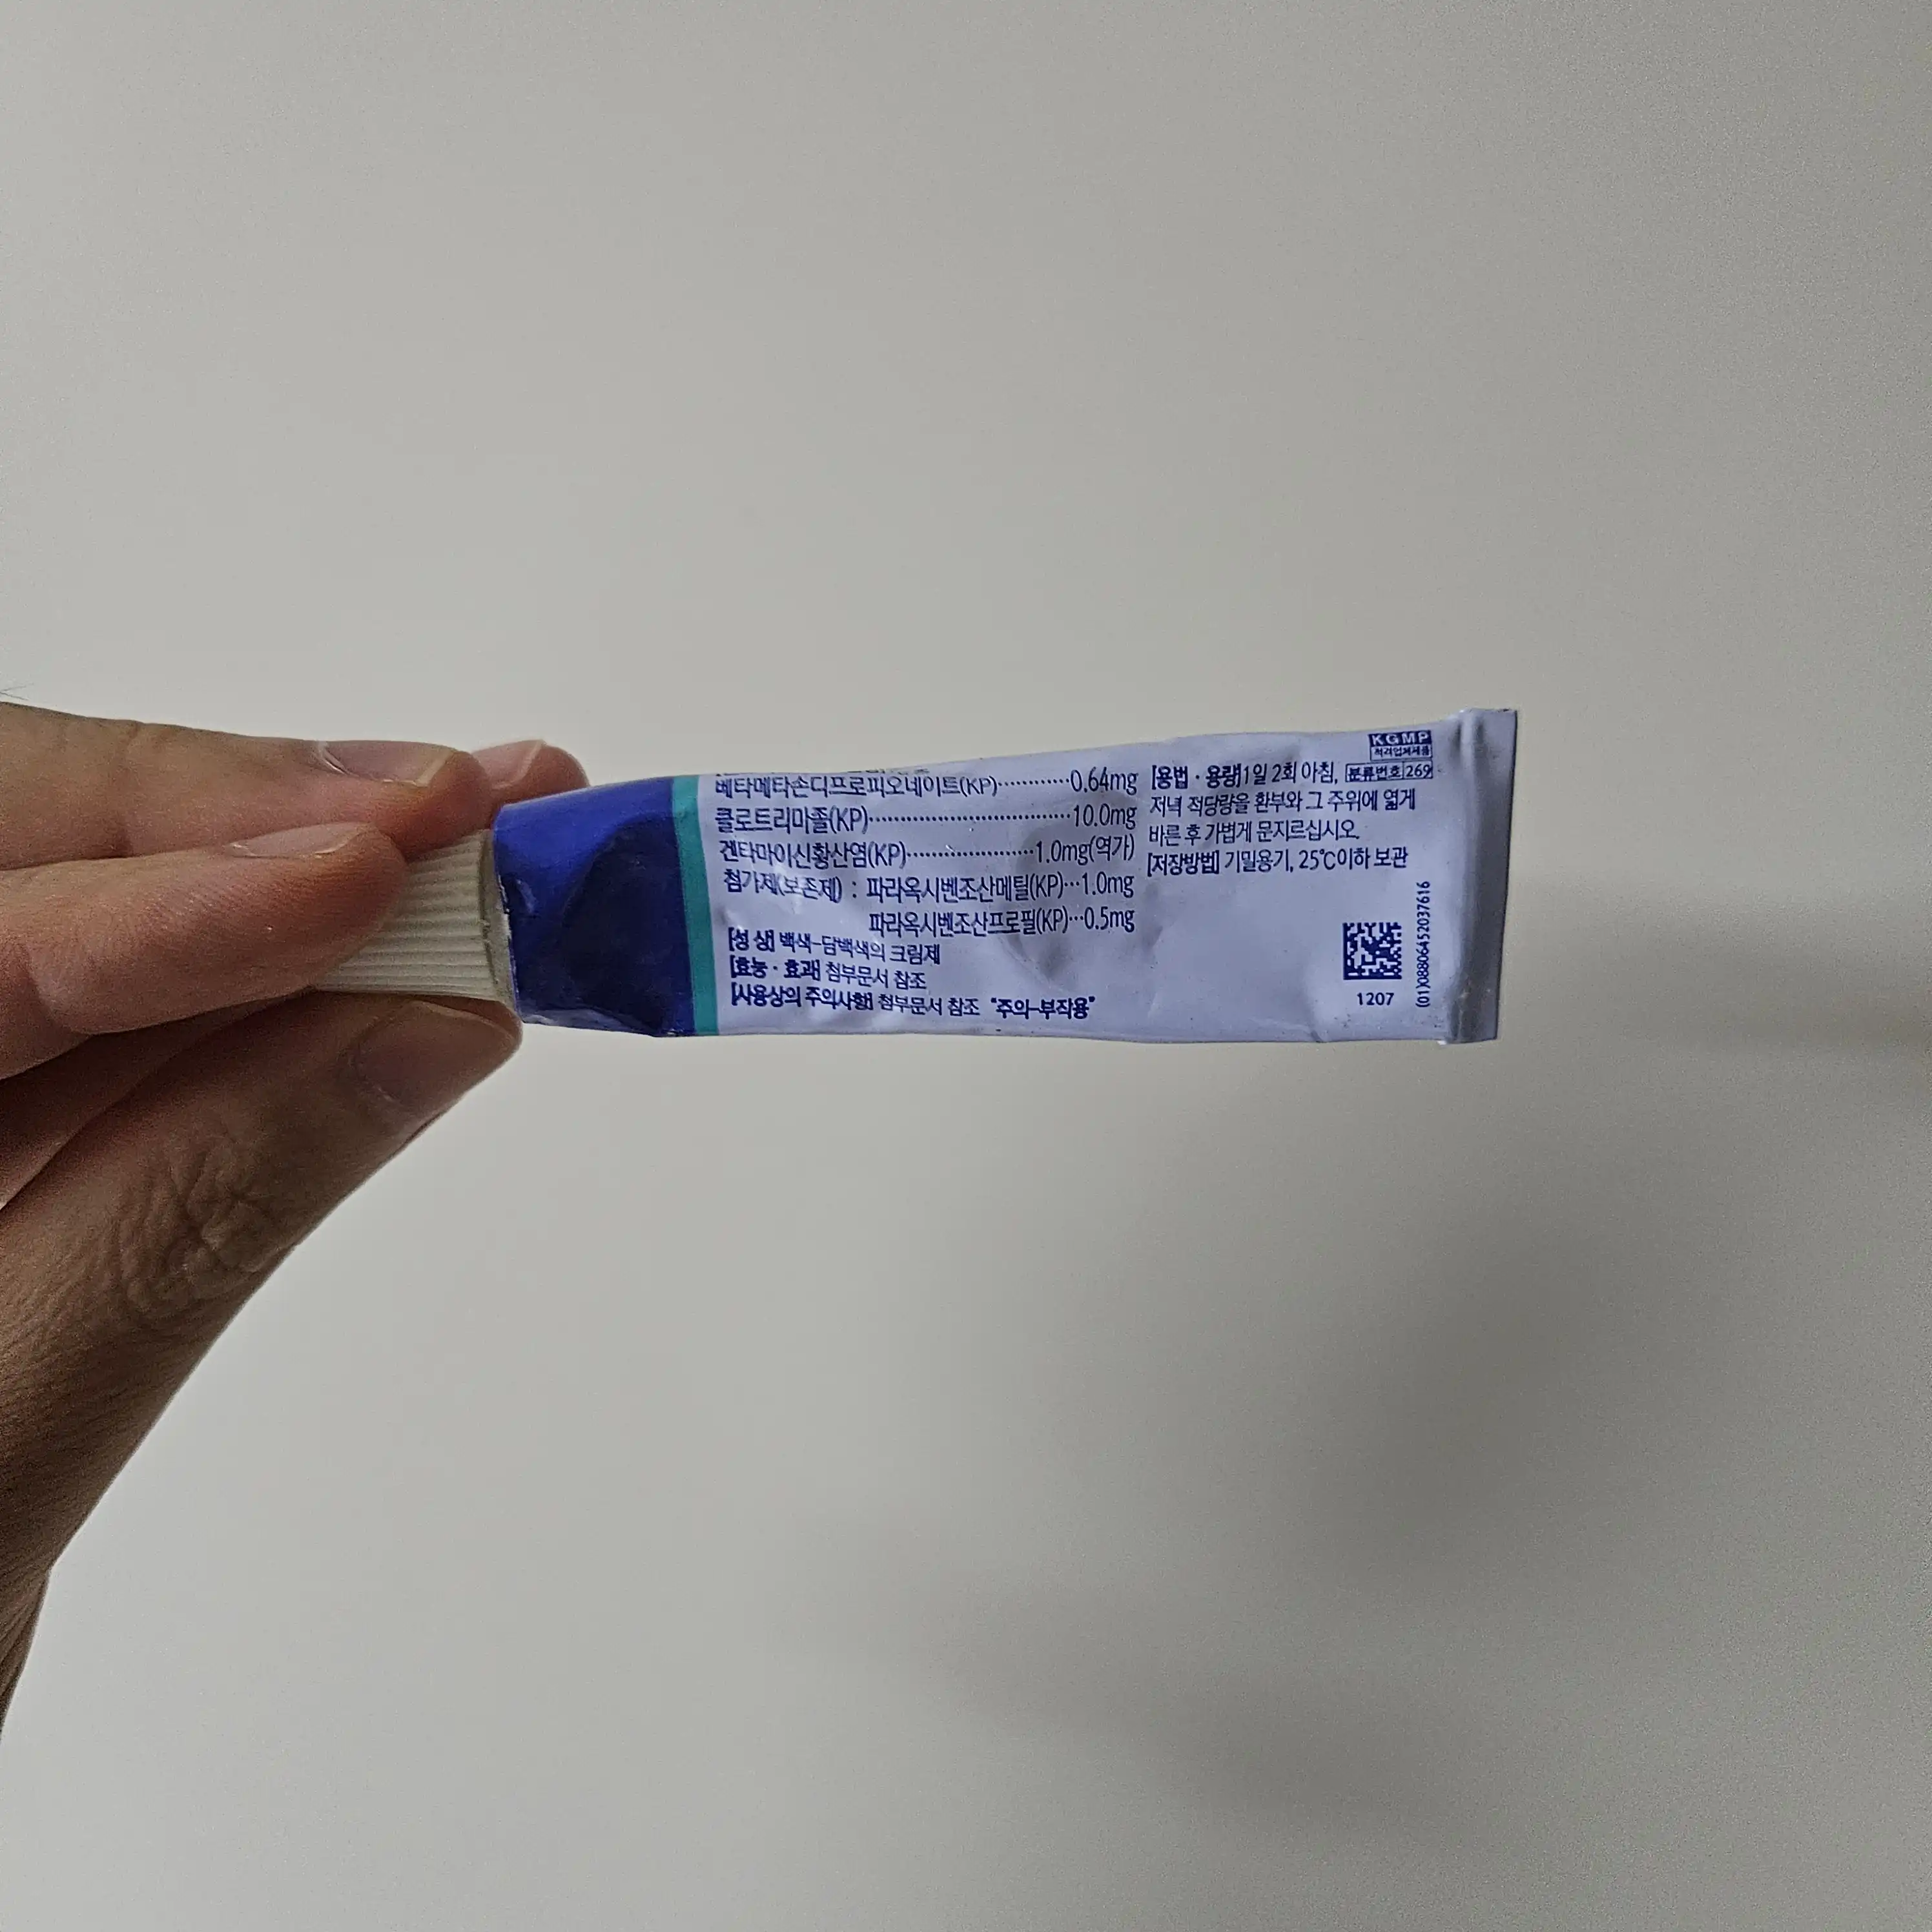 베타메타손디프로피오네이트(KP)···········0.64mg
클로트리마졸(KP)································10.0mg
겐타마이신황산염(KP)····················1.0mg(역가)
첨가제(보존제) : 파라옥시벤조산메틸(KP)···1.0mg
파라옥시벤조산프로필(KP)···0.5mg
[성 상] 백색-담백색의 크림제
[효능·효과] 첨부문서 참조
[사용상의 주의사항] 첨부문서 참조 "주의-부작용"
KGMP
적격업체제품
분류번호 269
[용법·용량]1일 2회 아침,
저녁 적당량을 환부와 그 주위에 엷게
바른 후 가볍게 문지르십시오.
[저장방법] 기밀용기, 25℃이하 보관
1207
(01)08806452037616